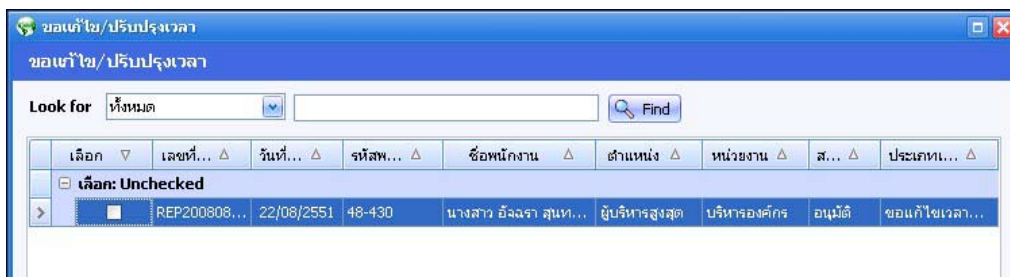 ขอแก้ไข/ปรับปรุงเวลา
ขอแก้ไข/ปรับปรุงเวลา
Look for ทั้งหมด Find
เลือก เลขที่... วันที่... รหัสพ... ชื่อพนักงาน ตำแหน่ง หน่วยงาน ส... ประเภทเ...
เลือก: Unchecked
REP200808... 22/08/2551 48-430 นางสาว อัจฉรา สุนท... ผู้บริหารสูงสุด บริหารองค์กร อนุมัติ ขอแก้ไขเวลา...